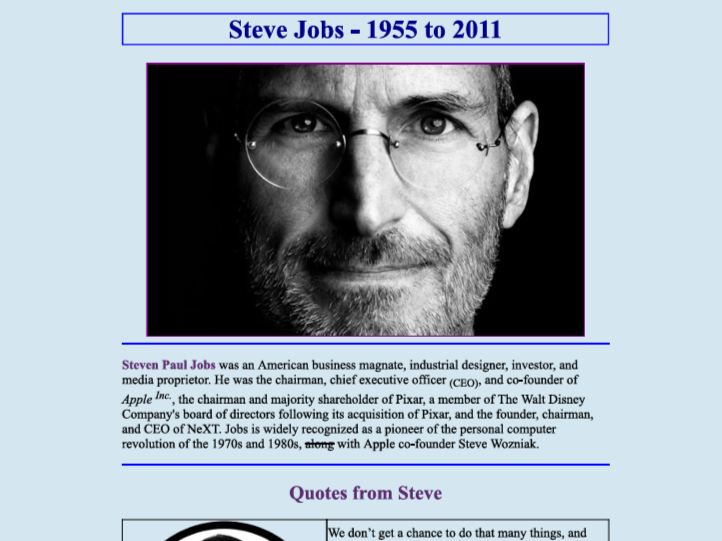 Steve Jobs - 1955 to 2011
Steven Paul Jobs was an American business magnate, industrial designer, investor, and
media proprietor. He was the chairman, chief executive officer (CEO), and co-founder of
Apple Inc., the chairman and majority shareholder of Pixar, a member of The Walt Disney
Company's board of directors following its acquisition of Pixar, and the founder, chairman,
and CEO of NeXT. Jobs is widely recognized as a pioneer of the personal computer
revolution of the 1970s and 1980s, along with Apple co-founder Steve Wozniak.
Quotes from Steve
We don't get a chance to do that many things, and